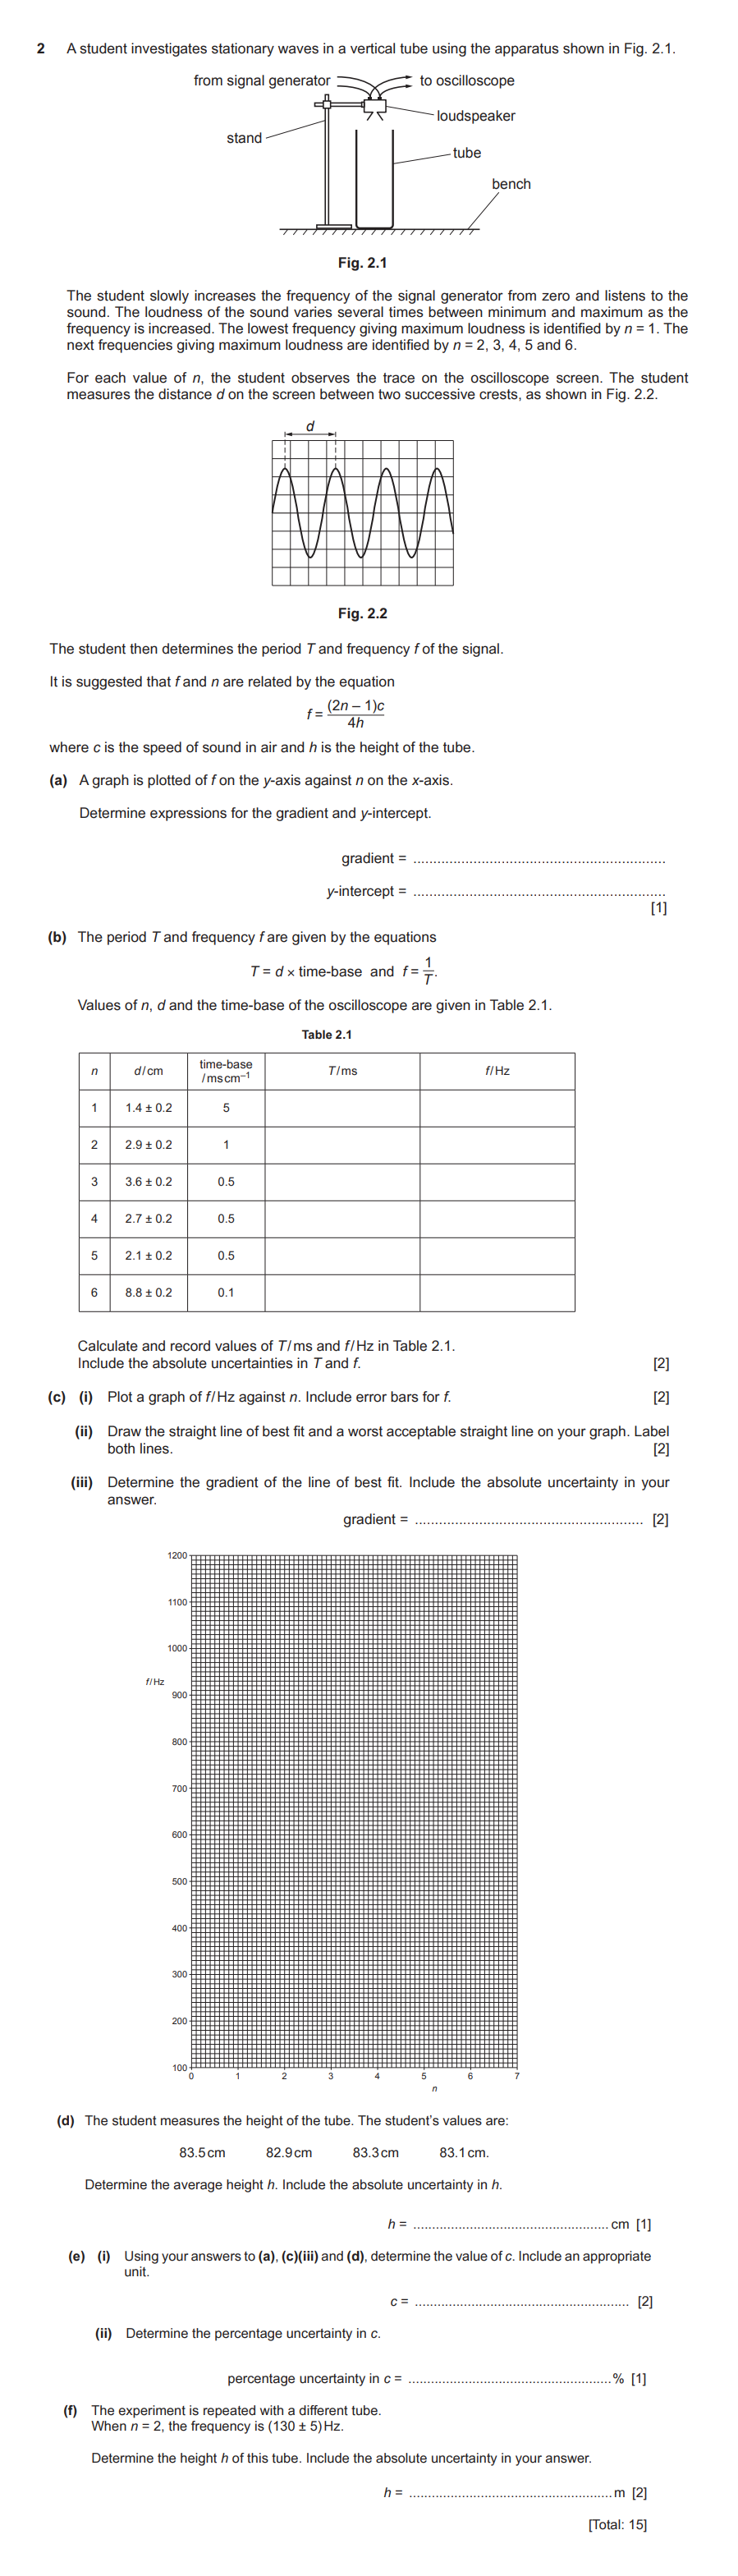 2 A student investigates stationary waves in a vertical tube using the apparatus shown in Fig. 2.1.
from signal generator
to oscilloscope
loudspeaker
stand
tube
bench
Fig. 2.1
The student slowly increases the frequency of the signal generator from zero and listens to the
sound. The loudness of the sound varies several times between minimum and maximum as the
frequency is increased. The lowest frequency giving maximum loudness is identified by n = 1. The
next frequencies giving maximum loudness are identified by n = 2, 3, 4, 5 and 6.
For each value of n, the student observes the trace on the oscilloscope screen. The student
measures the distance d on the screen between two successive crests, as shown in Fig. 2.2.
d
Fig. 2.2
The student then determines the period T and frequency f of the signal.
It is suggested that f and n are related by the equation
f = (2n – 1)c / 4h
where c is the speed of sound in air and h is the height of the tube.
(a) A graph is plotted of f on the y-axis against n on the x-axis.
Determine expressions for the gradient and y-intercept.
gradient = ...............................................................
y-intercept = ...............................................................
[1]
(b) The period T and frequency f are given by the equations
T = d × time-base and f = 1/T.
Values of n, d and the time-base of the oscilloscope are given in Table 2.1.
Table 2.1
n d/cm time-base /ms cm⁻¹ T/ms f/Hz
1 1.4 ± 0.2 5
2 2.9 ± 0.2 1
3 3.6 ± 0.2 0.5
4 2.7 ± 0.2 0.5
5 2.1 ± 0.2 0.5
6 8.8 ± 0.2 0.1
Calculate and record values of T/ms and f/Hz in Table 2.1.
Include the absolute uncertainties in T and f. [2]
(c) (i) Plot a graph of f/Hz against n. Include error bars for f. [2]
(ii) Draw the straight line of best fit and a worst acceptable straight line on your graph. Label
both lines. [2]
(iii) Determine the gradient of the line of best fit. Include the absolute uncertainty in your
answer.
gradient = ......................................................... [2]
1200
1100
1000
f/Hz
900
800
700
600
500
400
300
200
100
0 1 2 3 4 5 6 7
n
(d) The student measures the height of the tube. The student's values are:
83.5 cm 82.9 cm 83.3 cm 83.1 cm.
Determine the average height h. Include the absolute uncertainty in h.
h = .................................................... cm [1]
(e) (i) Using your answers to (a), (c)(iii) and (d), determine the value of c. Include an appropriate
unit.
c = ......................................................... [2]
(ii) Determine the percentage uncertainty in c.
percentage uncertainty in c = ..................................................... % [1]
(f) The experiment is repeated with a different tube.
When n = 2, the frequency is (130 ± 5) Hz.
Determine the height h of this tube. Include the absolute uncertainty in your answer.
h = ..................................................... m [2]
[Total: 15]